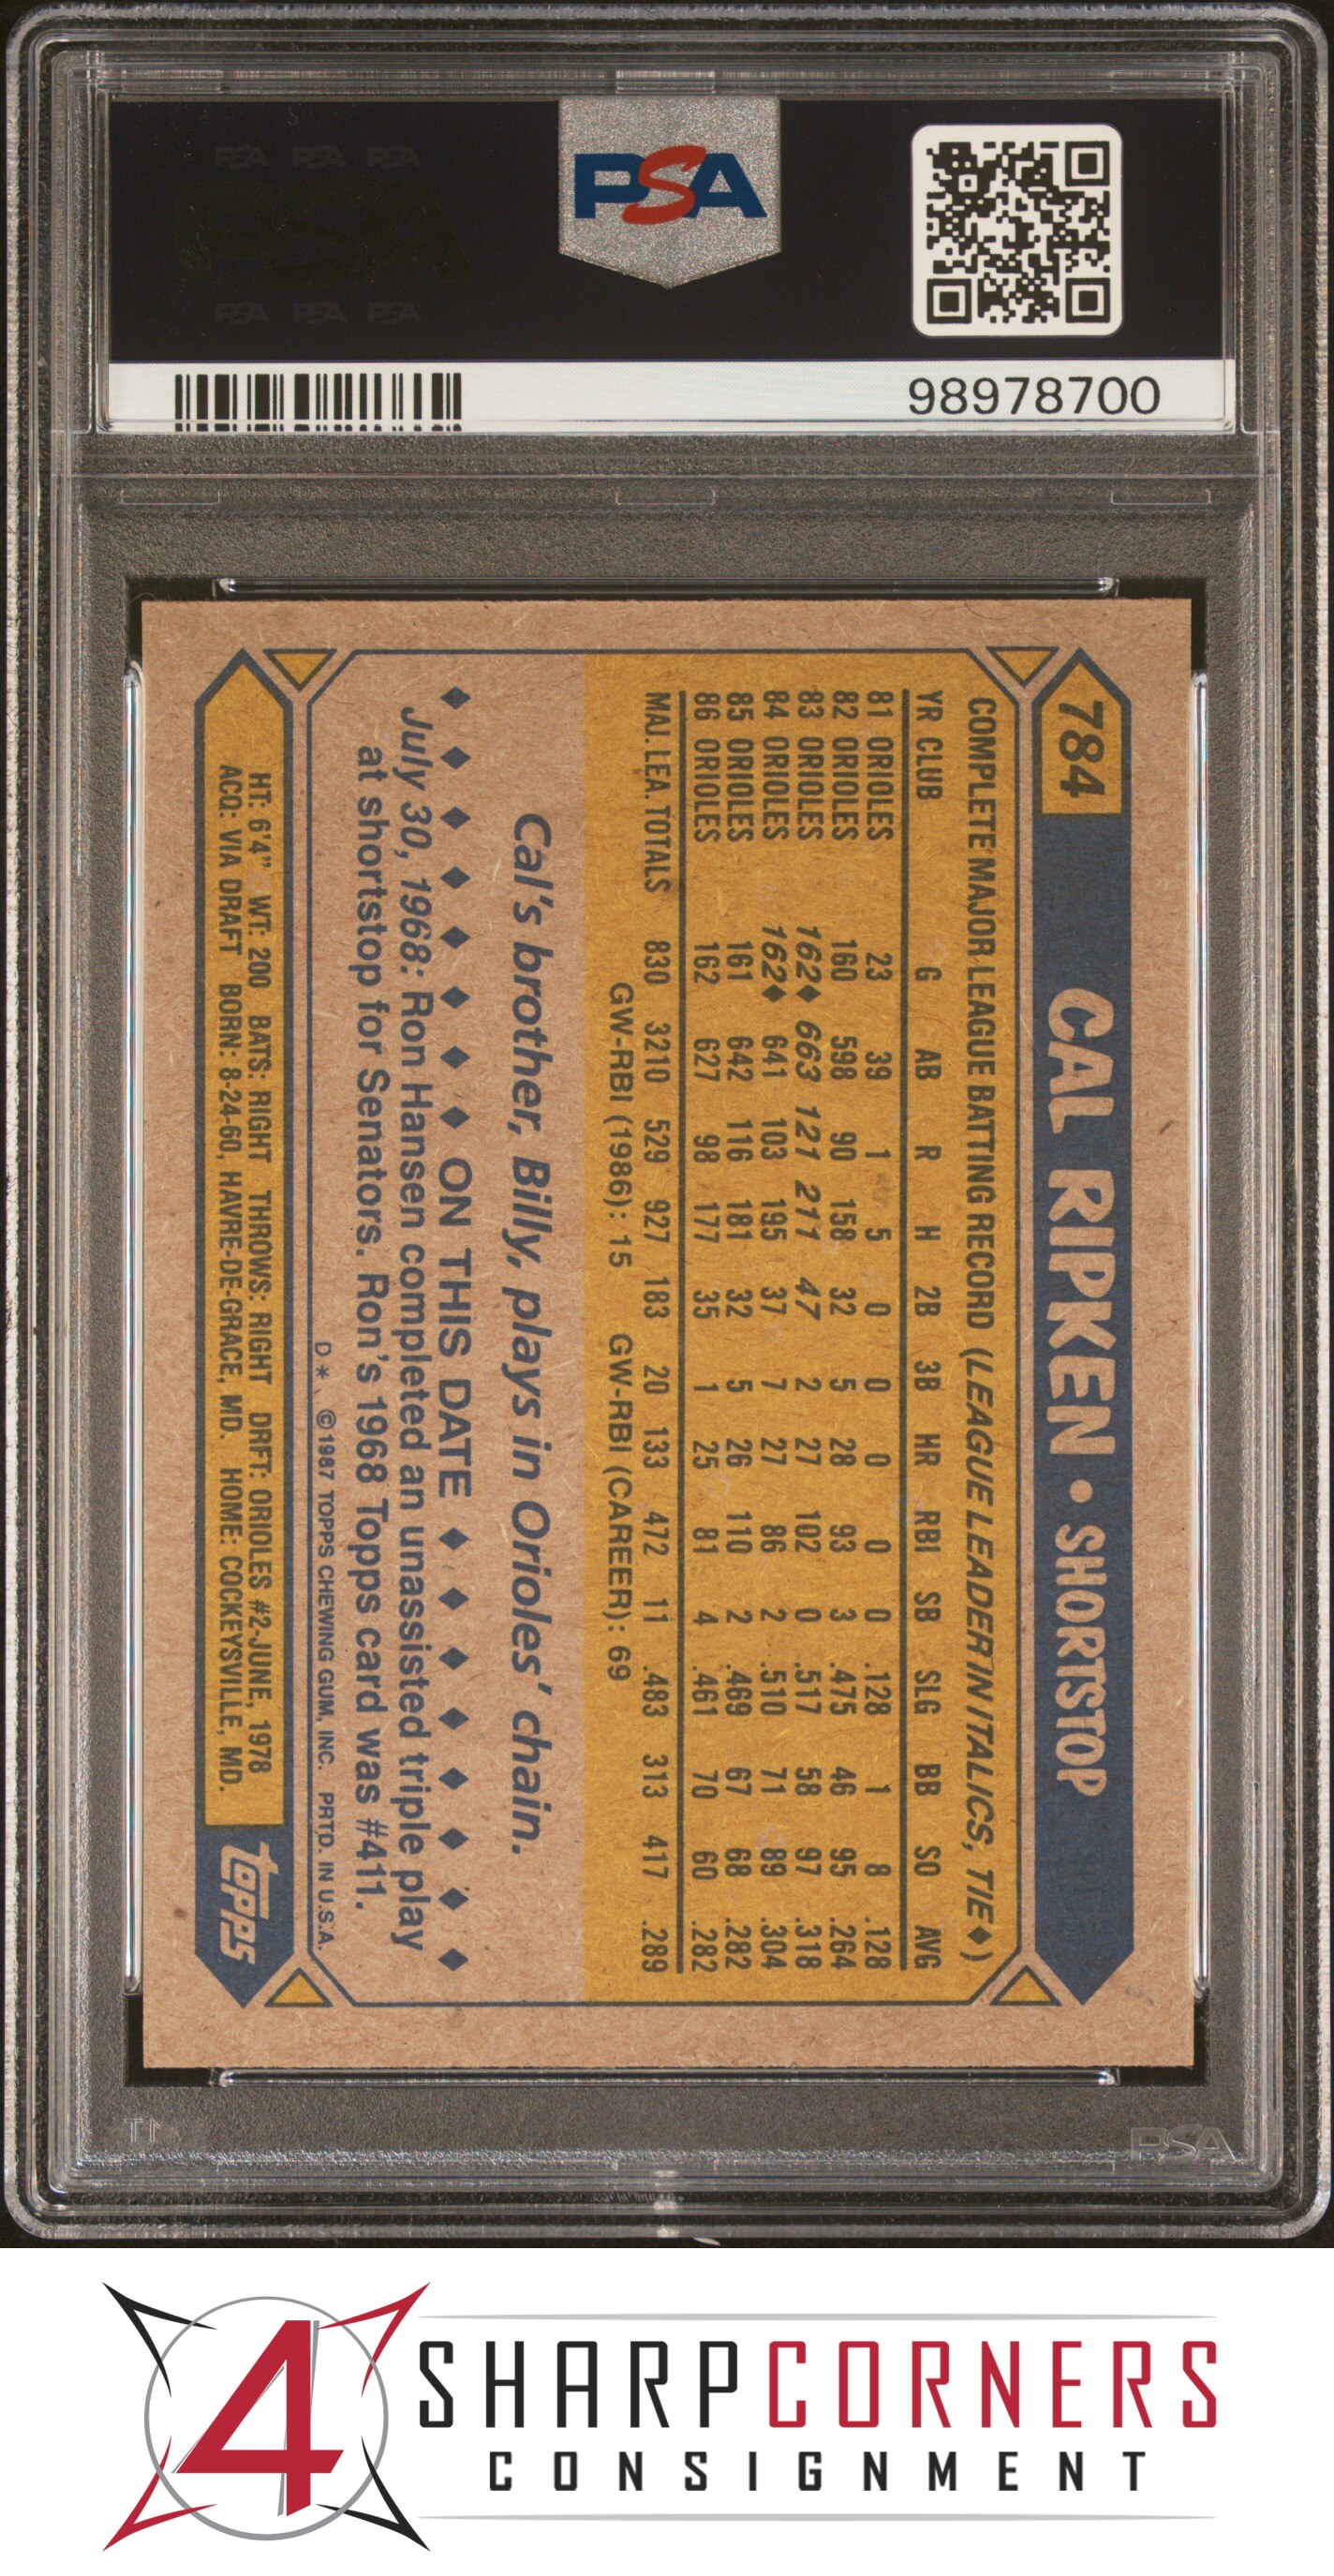 PSA PSA PSA
PSA
PSA PSA PSA
PSA
98978700
784 CAL RIPKEN • SHORTSTOP
COMPLETE MAJOR LEAGUE BATTING RECORD (LEAGUE LEADER IN ITALICS, TIE♦)
YR CLUB G AB R H 2B 3B HR RBI SB SLG BB SO AVG
81 ORIOLES 23 39 1 5 0 0 0 0 0 .128 1 8 .128
82 ORIOLES 160 598 90 158 32 5 28 93 3 .475 46 95 .264
83 ORIOLES 162♦ 663 121 211 47 2 27 102 0 .517 58 97 .318
84 ORIOLES 162♦ 641 103 195 37 7 27 86 2 .510 71 89 .304
85 ORIOLES 161 642 116 181 32 5 26 110 2 .469 67 68 .282
86 ORIOLES 162 627 98 177 35 1 25 81 4 .461 70 60 .282
MAJ. LEA. TOTALS 830 3210 529 927 183 20 133 472 11 .483 313 417 .289
GW-RBI (1986): 15 GW-RBI (CAREER): 69
Cal's brother, Billy, plays in Orioles' chain.
♦ ♦ ♦ ♦ ♦ ♦ ♦ ♦ ON THIS DATE ♦ ♦ ♦ ♦ ♦ ♦ ♦ ♦
July 30, 1968: Ron Hansen completed an unassisted triple play
at shortstop for Senators. Ron's 1968 Topps card was #411.
D* ©1987 TOPPS CHEWING GUM, INC. PRTD. IN U.S.A.
HT: 6'4" WT: 200 BATS: RIGHT THROWS: RIGHT DRFT: ORIOLES #2-JUNE, 1978
ACQ: VIA DRAFT BORN: 8-24-60, HAVRE-DE-GRACE, MD. HOME: COCKEYSVILLE, MD.
topps
PSA
4 SHARPCORNERS
CONSIGNMENT